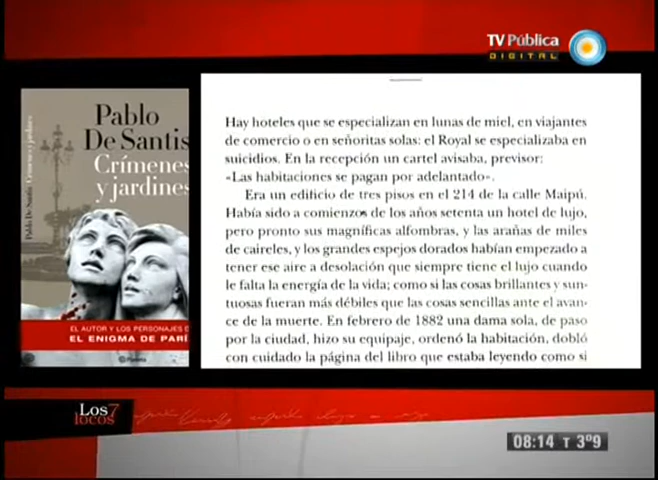 TV Pública
DIGITAL
Pablo
De Santis
Crímenes
y jardines
Pablo De Santis Crímenes y jardines
EL AUTOR Y LOS PERSONAJES D
EL ENIGMA DE PARÍ
Planeta
Hay hoteles que se especializan en lunas de miel, en viajantes
de comercio o en señoritas solas: el Royal se especializaba en
suicidios. En la recepción un cartel avisaba, previsor:
«Las habitaciones se pagan por adelantado».
Era un edificio de tres pisos en el 214 de la calle Maipú.
Había sido a comienzos de los años setenta un hotel de lujo,
pero pronto sus magníficas alfombras, y las arañas de miles
de caireles, y los grandes espejos dorados habían empezado a
tener ese aire a desolación que siempre tiene el lujo cuando
le falta la energía de la vida; como si las cosas brillantes y sun-
tuosas fueran más débiles que las cosas sencillas ante el avan-
ce de la muerte. En febrero de 1882 una dama sola, de paso
por la ciudad, hizo su equipaje, ordenó la habitación, dobló
con cuidado la página del libro que estaba leyendo como si
Los 7
locos
08:14 T 3°9